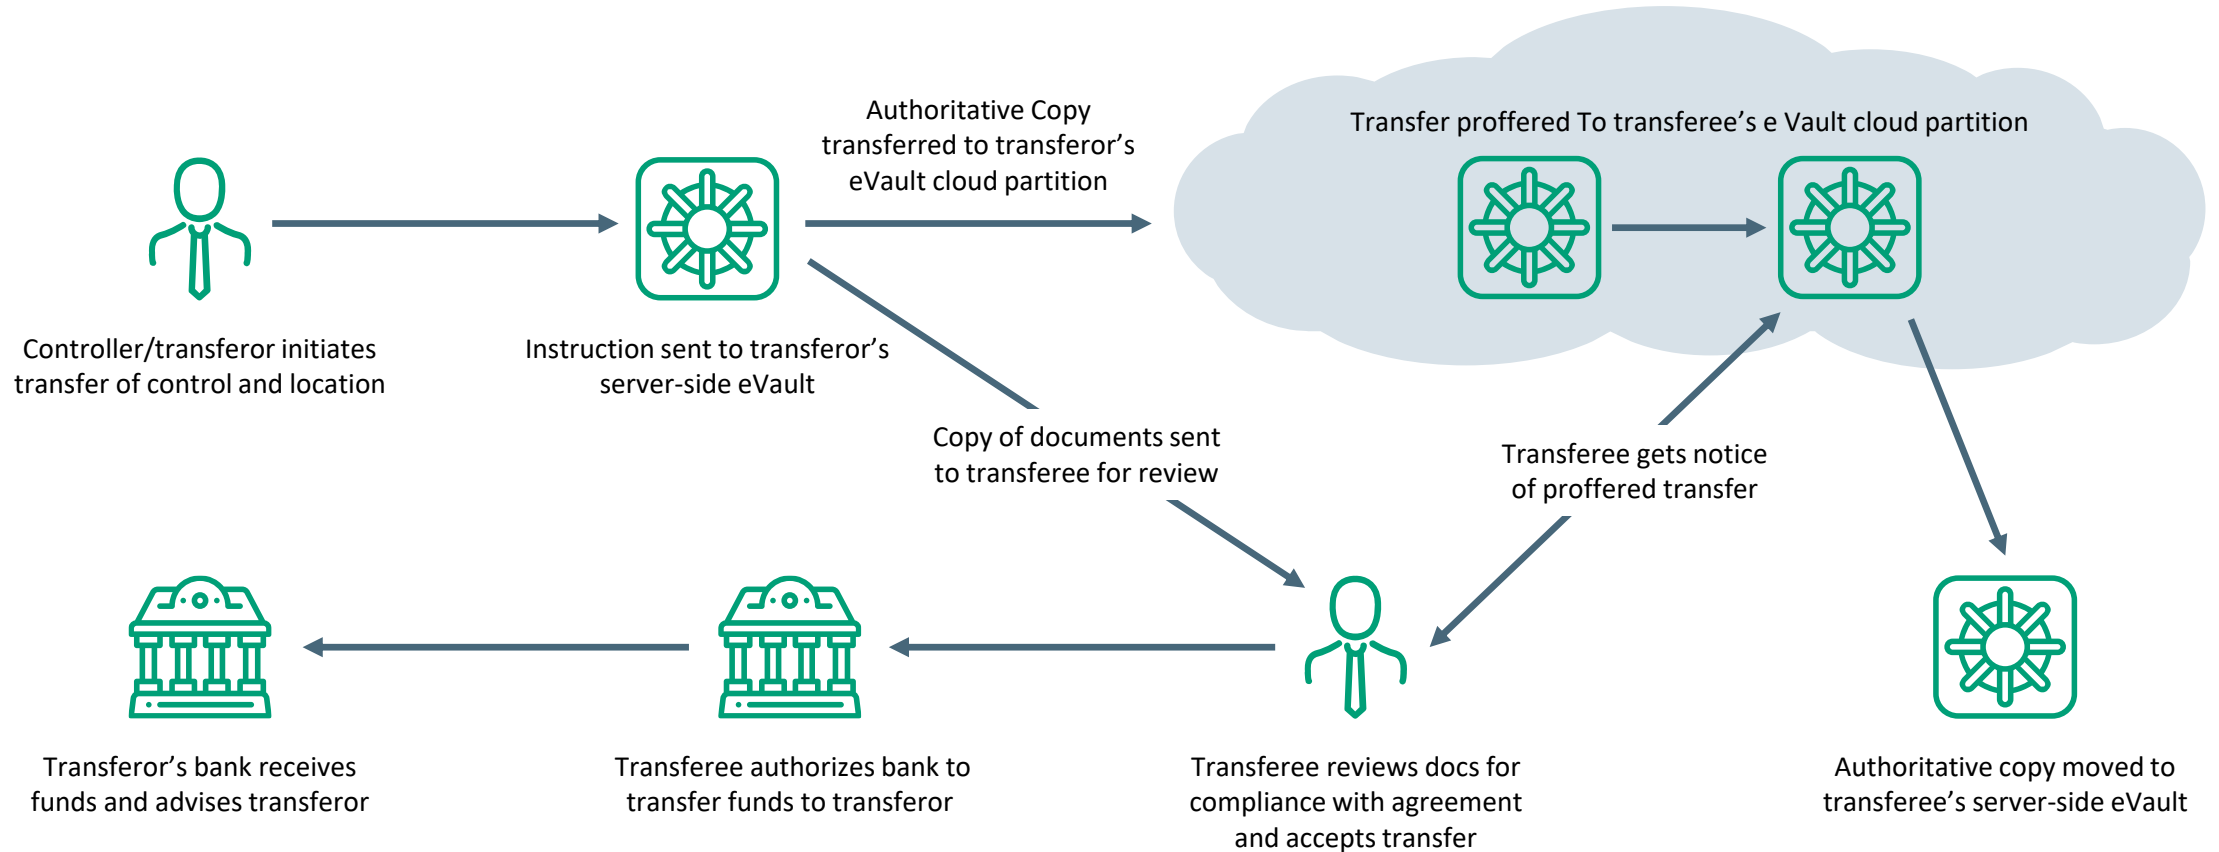 Authoritative Copy
transferred to transferor’s
eVault cloud partition
Transfer proffered To transferee’s e Vault cloud partition
Controller/transferor initiates
transfer of control and location
Instruction sent to transferor’s
server-side eVault
Copy of documents sent
to transferee for review
Transferee gets notice
of proffered transfer
Transferor’s bank receives
funds and advises transferor
Transferee authorizes bank to
transfer funds to transferor
Transferee reviews docs for
compliance with agreement
and accepts transfer
Authoritative copy moved to
transferee’s server-side eVault